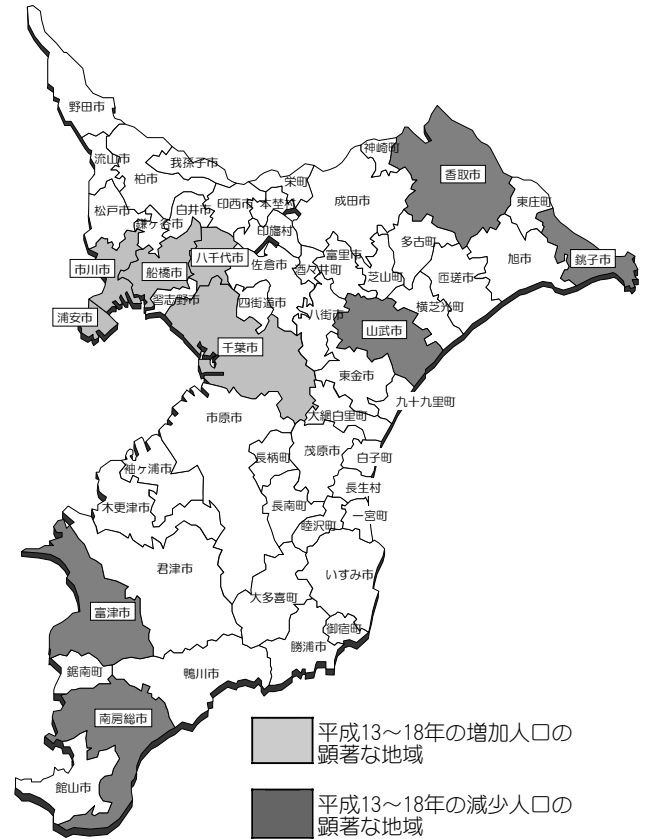 野田市
流山市
柏市
我孫子市
神崎町
香取市
栄町
成田市
東庄町
松戸市
鎌ヶ谷市
白井市
印西市
本埜村
印旛村
多古町
旭市
銚子市
市川市
船橋市
八千代市
佐倉市
酒々井町
富里市
芝山町
匝瑳市
浦安市
習志野市
四街道市
八街市
横芝光町
千葉市
山武市
東金市
九十九里町
市原市
大網白里町
長柄町
茂原市
白子町
袖ヶ浦市
長生村
木更津市
長南町
一宮町
睦沢町
君津市
いすみ市
大多喜町
富津市
御宿町
勝浦市
鋸南町
鴨川市
南房総市
館山市
平成13～18年の増加人口の
顕著な地域
平成13～18年の減少人口の
顕著な地域